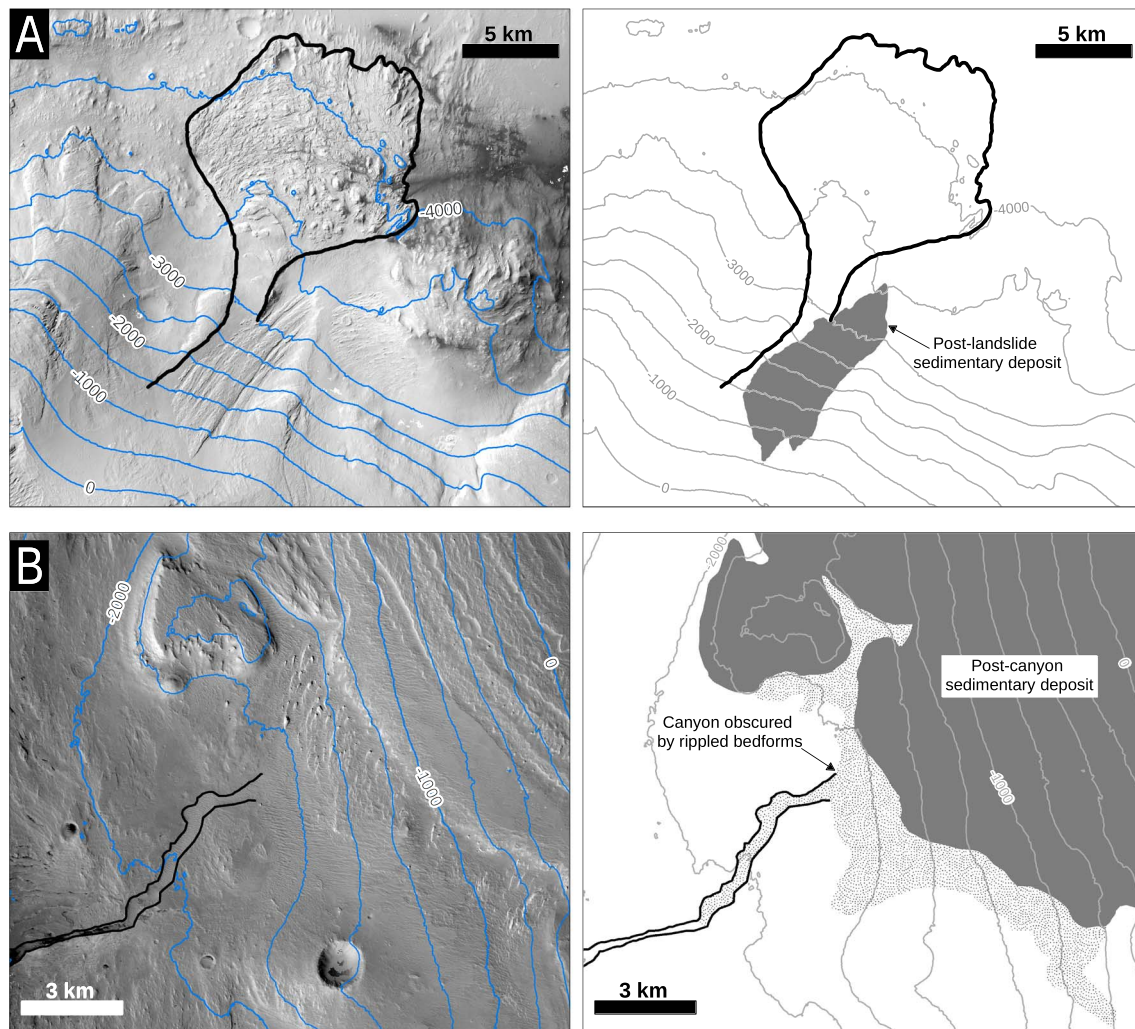 A
5 km
5 km
-4000
-4000
-3000
-3000
-2000
-2000
Post-landslide
sedimentary deposit
-1000
-1000
0
0
B
-2000
-2000
0
0
Post-canyon
sedimentary deposit
Canyon obscured
by rippled bedforms
-1000
-1000
3 km
3 km